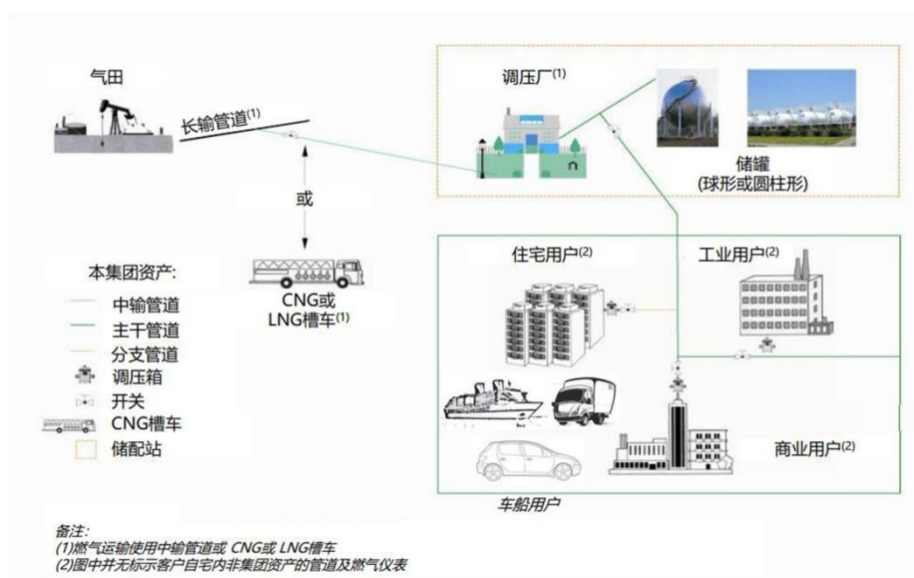 气田
长输管道(1)
调压厂(1)
储罐
(球形或圆柱形)
或
CNG或
LNG槽车(1)
本集团资产:
中输管道
主干管道
分支管道
调压箱
开关
CNG槽车
储配站
住宅用户(2)
工业用户(2)
商业用户(2)
车船用户
备注:
(1)燃气运输使用中输管道或 CNG或 LNG槽车
(2)图中并无标示客户自宅内非集团资产的管道及燃气仪表